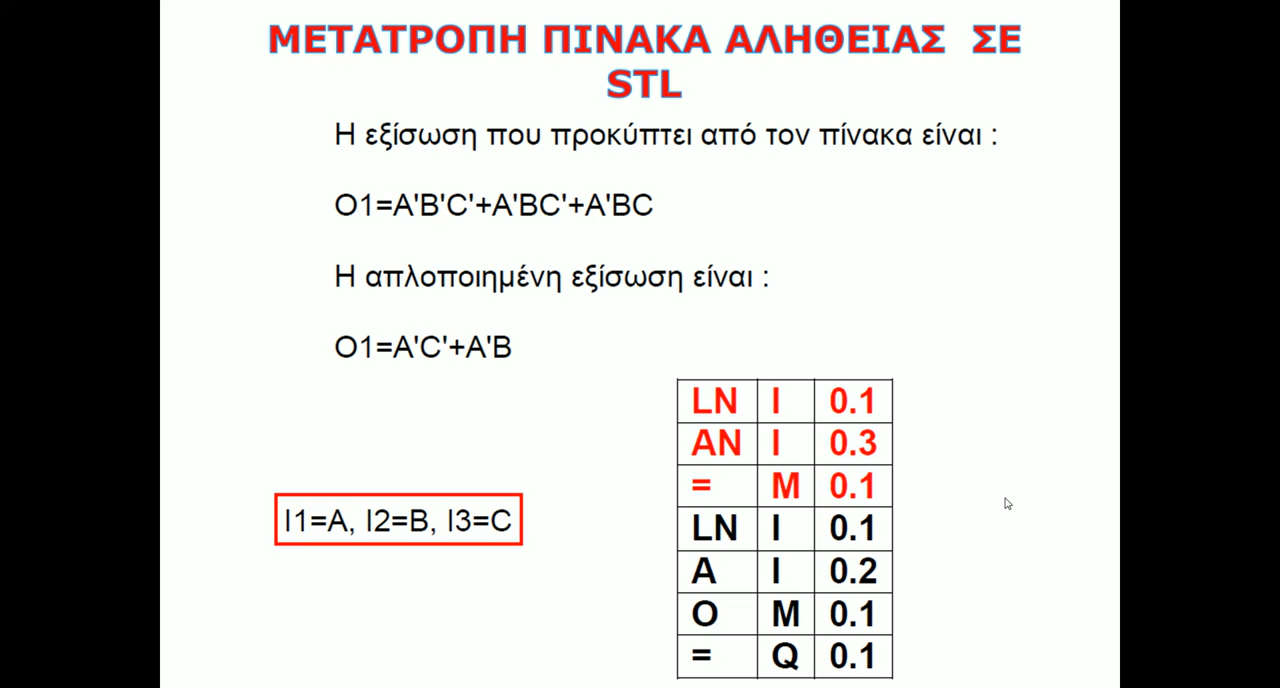 ΜΕΤΑΤΡΟΠΗ ΠΙΝΑΚΑ ΑΛΗΘΕΙΑΣ ΣΕ
STL
Η εξίσωση που προκύπτει από τον πίνακα είναι :
O1=A'B'C'+A'BC'+A'BC
Η απλοποιημένη εξίσωση είναι :
O1=A'C'+A'B
I1=A, I2=B, I3=C
LN I 0.1
AN I 0.3
= M 0.1
LN I 0.1
A I 0.2
O M 0.1
= Q 0.1